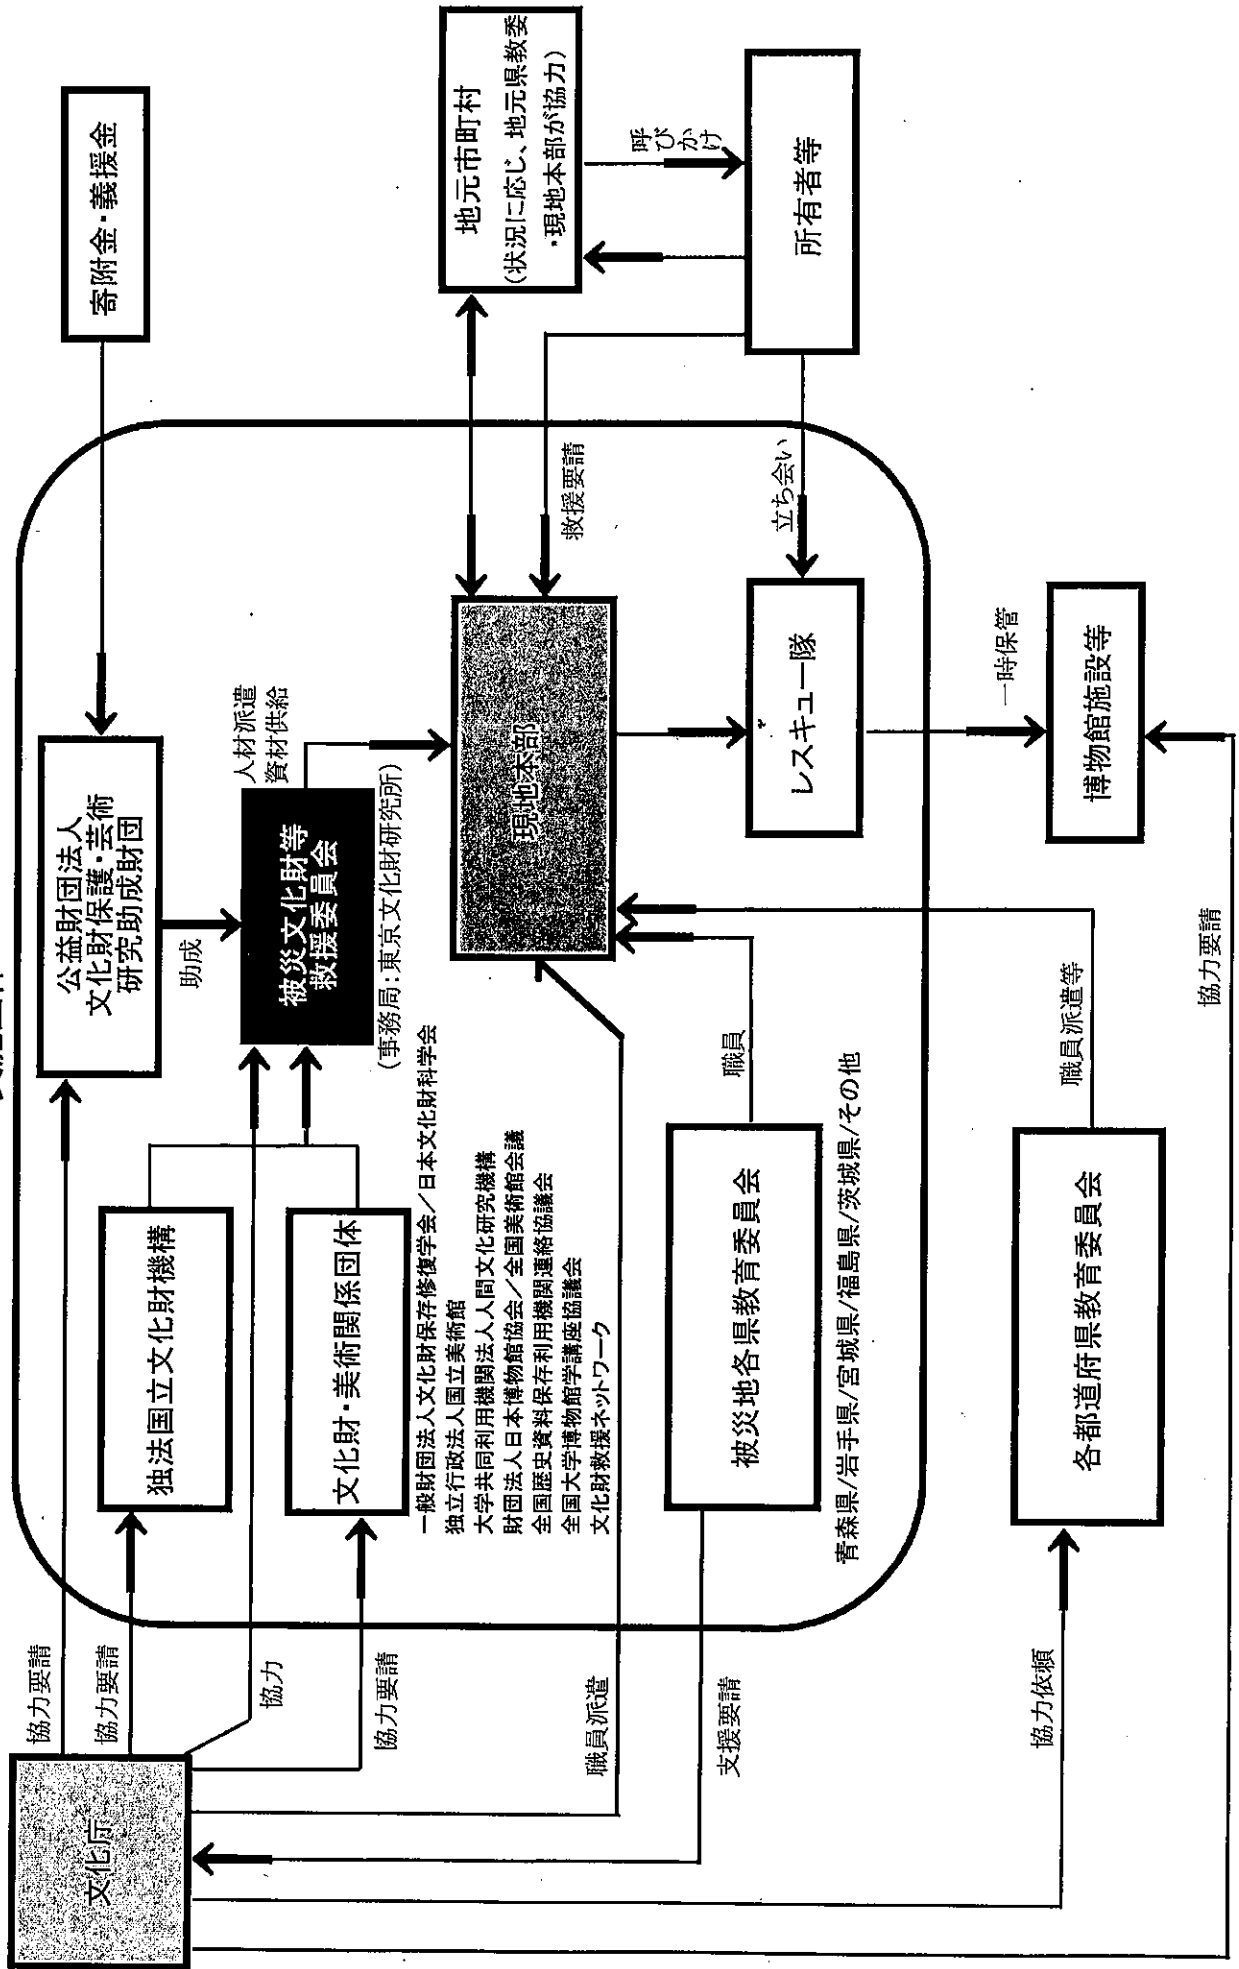 文化庁
協力要請
協力要請
協力
協力要請
職員派遣
支援要請
協力依頼
協力要請
公益財団法人
文化財保護・芸術
研究助成財団
寄附金・義援金
助成
独法国立文化財機構
文化財・美術関係団体
被災文化財等
救援委員会
(事務局:東京文化財研究所)
人材派遣
資材供給
一般財団法人文化財保存修復学会/日本文化財科学会
独立行政法人国立美術館
大学共同利用機関法人人間文化研究機構
財団法人日本博物館協会/全国美術館会議
全国歴史資料保存利用機関連絡協議会
全国大学博物館学講座協議会
文化財救援ネットワーク
現地本部
地元市町村
(状況に応じ、地元県教委
・現地本部が協力)
呼びかけ
救援要請
所有者等
立ち会い
被災地各県教育委員会
職員
青森県/岩手県/宮城県/福島県/茨城県/その他
レスキュー隊
一時保管
各都道府県教育委員会
職員派遣等
博物館施設等